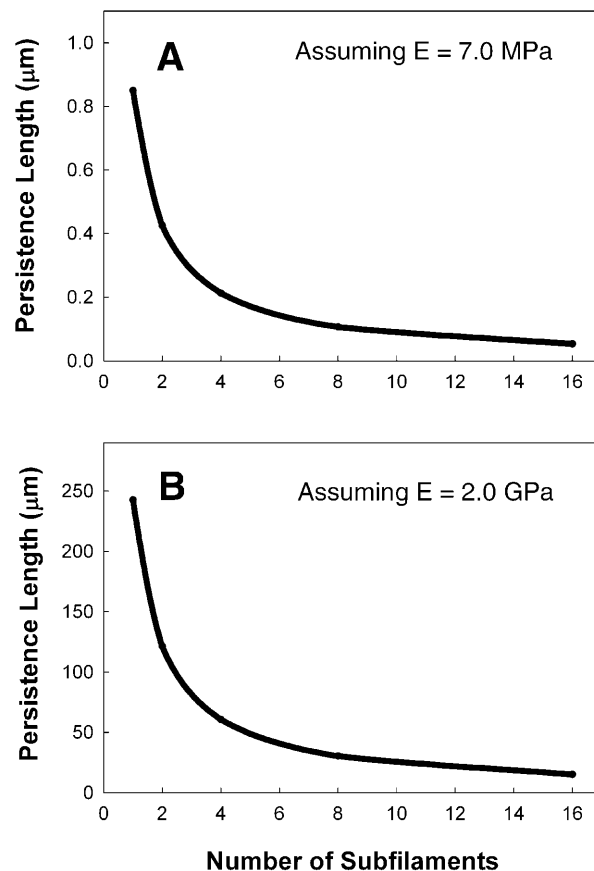 A
Assuming E = 7.0 MPa
Persistence Length (μm)
1.0
0.8
0.6
0.4
0.2
0.0
0 2 4 6 8 10 12 14 16
B
Assuming E = 2.0 GPa
Persistence Length (μm)
250
200
150
100
50
0
0 2 4 6 8 10 12 14 16
Number of Subfilaments